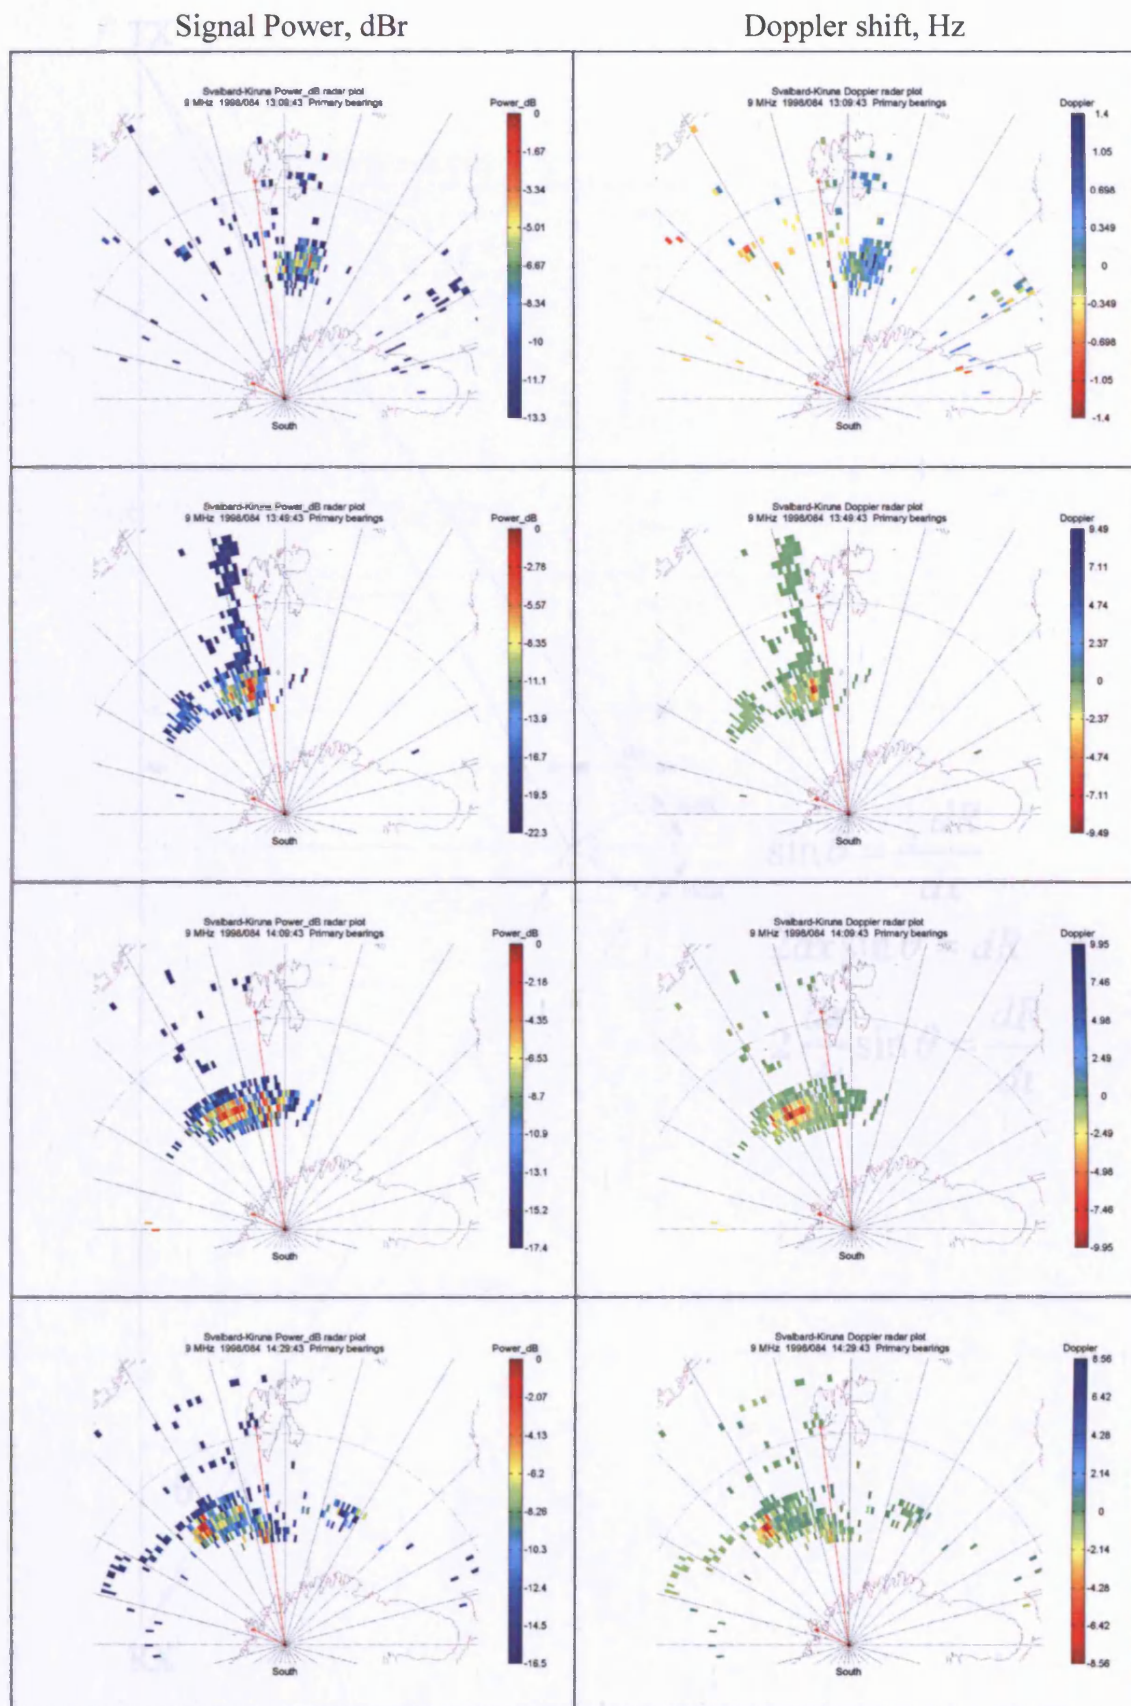 Signal Power, dBr
Doppler shift, Hz
Svalbard-Kiruna Power_dB radar plot
9 MHz 1998/084 13:09:43 Primary bearings
Power_dB
0
-1.67
-3.34
-5.01
-6.67
-8.34
-10
-11.7
-13.3
South
Svalbard-Kiruna Doppler radar plot
9 MHz 1998/084 13:09:43 Primary bearings
Doppler
1.4
1.05
0.698
0.349
0
-0.349
-0.698
-1.05
-1.4
South
Svalbard-Kiruna Power_dB radar plot
9 MHz 1998/084 13:49:43 Primary bearings
Power_dB
0
-2.78
-5.57
-8.35
-11.1
-13.9
-16.7
-19.5
-22.3
South
Svalbard-Kiruna Doppler radar plot
9 MHz 1998/084 13:49:43 Primary bearings
Doppler
9.49
7.11
4.74
2.37
0
-2.37
-4.74
-7.11
-9.49
South
Svalbard-Kiruna Power_dB radar plot
9 MHz 1998/084 14:09:43 Primary bearings
Power_dB
0
-2.18
-4.35
-6.53
-8.7
-10.9
-13.1
-15.2
-17.4
South
Svalbard-Kiruna Doppler radar plot
9 MHz 1998/084 14:09:43 Primary bearings
Doppler
9.95
7.46
4.98
2.49
0
-2.49
-4.98
-7.46
-9.95
South
Svalbard-Kiruna Power_dB radar plot
9 MHz 1998/084 14:29:43 Primary bearings
Power_dB
0
-2.07
-4.13
-6.2
-8.26
-10.3
-12.4
-14.5
-16.5
South
Svalbard-Kiruna Doppler radar plot
9 MHz 1998/084 14:29:43 Primary bearings
Doppler
8.56
6.42
4.28
2.14
0
-2.14
-4.28
-6.42
-8.56
South